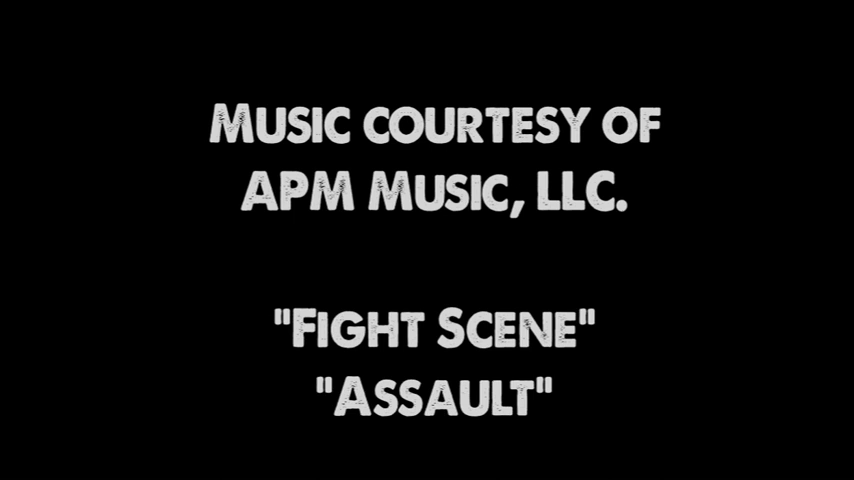 Music courtesy of
APM Music, LLC.
"Fight Scene"
"Assault"